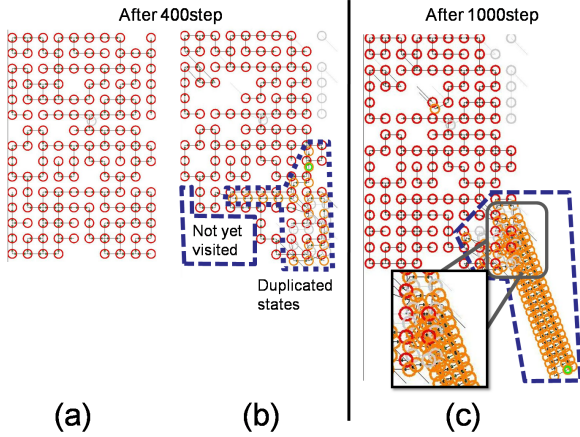 After 400step
After 1000step
Not yet
visited
Duplicated
states
(a)
(b)
(c)